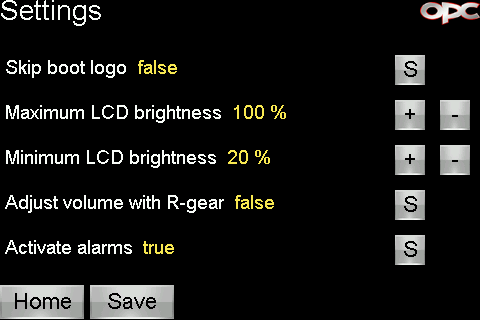 Settings
OPC
Skip boot logo false S
Maximum LCD brightness 100 % + -
Minimum LCD brightness 20 % + -
Adjust volume with R-gear false S
Activate alarms true S
Home Save